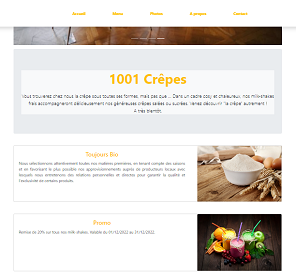 Accueil Menu Photos A propos Contact
1001 Crêpes
Vous trouverez chez nous la crêpe sous toutes ses formes, mais pas que ... Dans un cadre cosy et chaleureux, nos milk-shakes
frais accompagneront délicieusement nos généreuses crêpes salées ou sucrées. Venez découvrir "la crêpe" autrement !
A très bientôt.
Toujours Bio
Nous sélectionnons attentivement toutes nos matières premières, en tenant compte des saisons
et en favorisant le plus possible nos approvisionnements auprès de producteurs locaux avec
lesquels nous entretenons des relations personnelles et directes pour garantir la qualité et
l'exclusivité de certains produits.
Promo
Remise de 20% sur tous nos milk-shakes. Valable du 01/12/2022 au 31/12/2022.